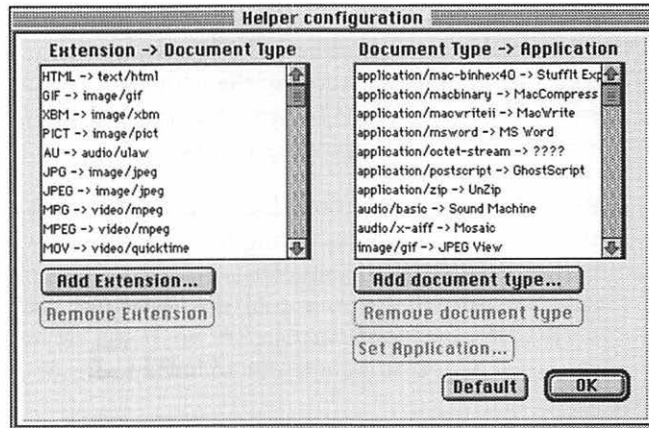 Helper configuration
Extension -> Document Type
HTML -> text/html
GIF -> image/gif
XBM -> image/xbm
PICT -> image/pict
AU -> audio/ulaw
JPG -> image/jpeg
JPEG -> image/jpeg
MPG -> video/mpeg
MPEG -> video/mpeg
MOV -> video/quicktime
Add Extension...
Remove Extension
Document Type -> Application
application/mac-binhex40 -> StuffIt Exp
application/macbinary -> MacCompress
application/macwriteii -> MacWrite
application/msword -> MS Word
application/octet-stream -> ????
application/postscript -> GhostScript
application/zip -> UnZip
audio/basic -> Sound Machine
audio/x-aiff -> Mosaic
image/gif -> JPEG View
Add document type...
Remove document type
Set Application...
Default
OK